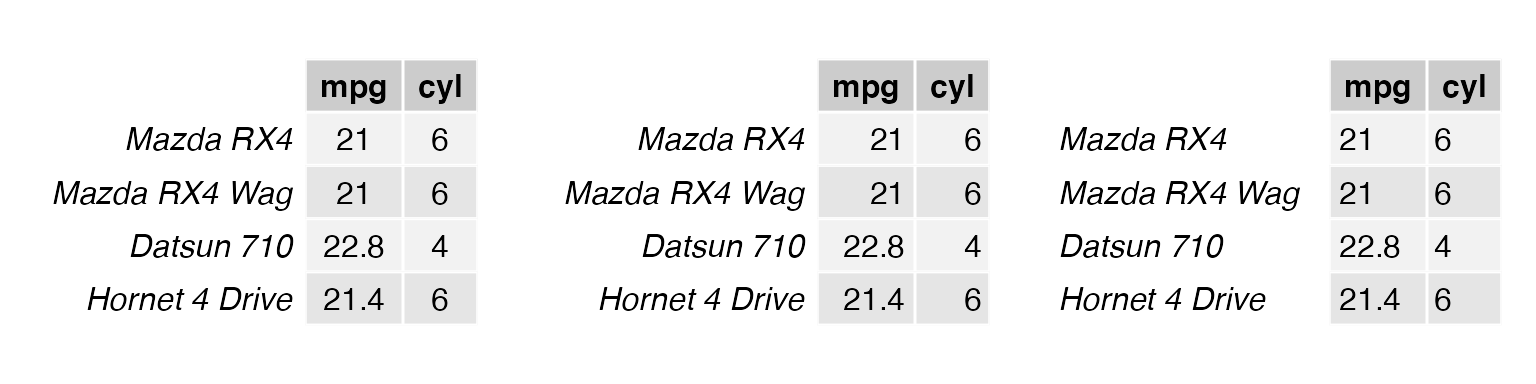 mpg cyl mpg cyl mpg cyl
Mazda RX4 21 6 Mazda RX4 21 6 Mazda RX4 21 6
Mazda RX4 Wag 21 6 Mazda RX4 Wag 21 6 Mazda RX4 Wag 21 6
Datsun 710 22.8 4 Datsun 710 22.8 4 Datsun 710 22.8 4
Hornet 4 Drive 21.4 6 Hornet 4 Drive 21.4 6 Hornet 4 Drive 21.4 6